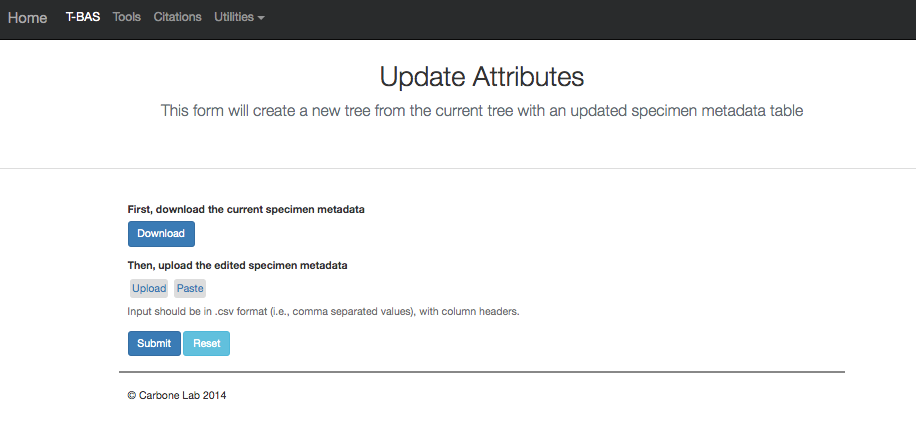 Home T-BAS Tools Citations Utilities
Update Attributes
This form will create a new tree from the current tree with an updated specimen metadata table
First, download the current specimen metadata
Download
Then, upload the edited specimen metadata
Upload Paste
Input should be in .csv format (i.e., comma separated values), with column headers.
Submit Reset
© Carbone Lab 2014